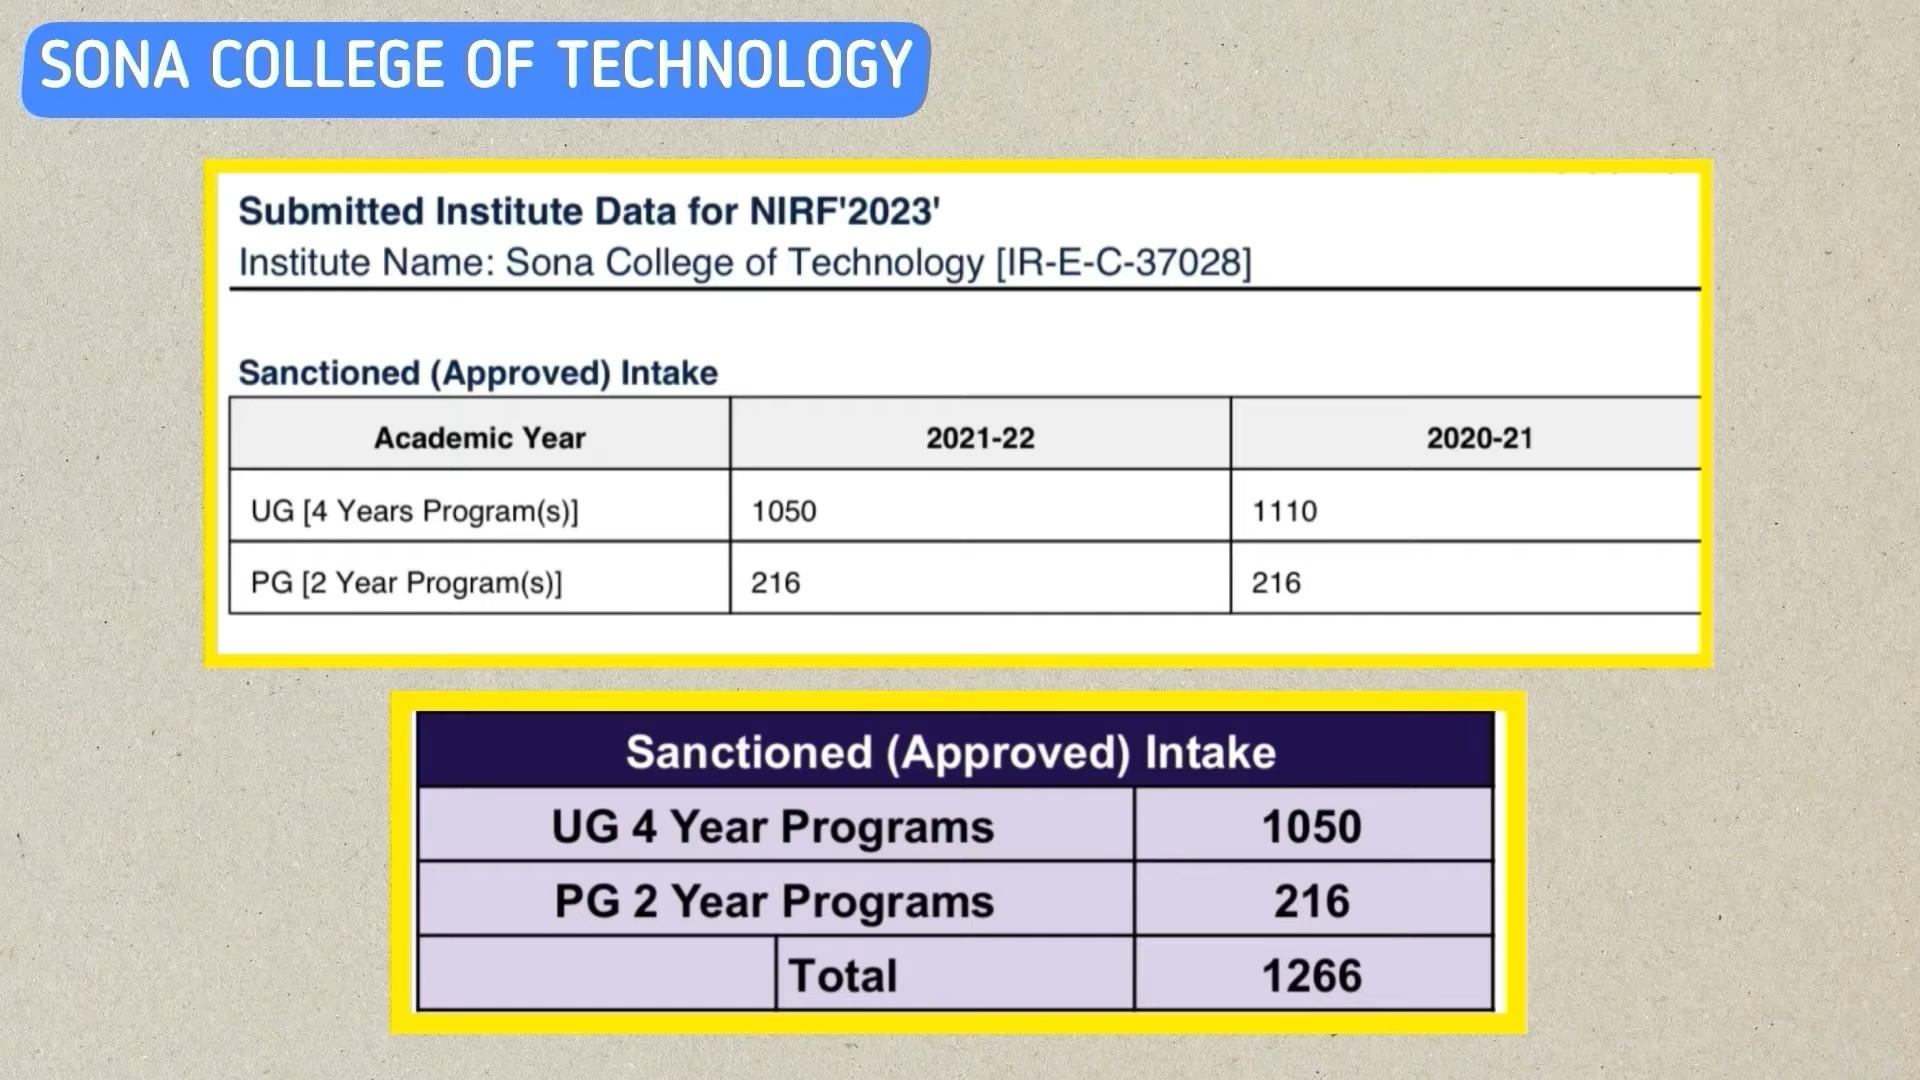 SONA COLLEGE OF TECHNOLOGY
Submitted Institute Data for NIRF'2023'
Institute Name: Sona College of Technology [IR-E-C-37028]
Sanctioned (Approved) Intake
Academic Year 2021-22 2020-21
UG [4 Years Program(s)] 1050 1110
PG [2 Year Program(s)] 216 216
Sanctioned (Approved) Intake
UG 4 Year Programs 1050
PG 2 Year Programs 216
Total 1266